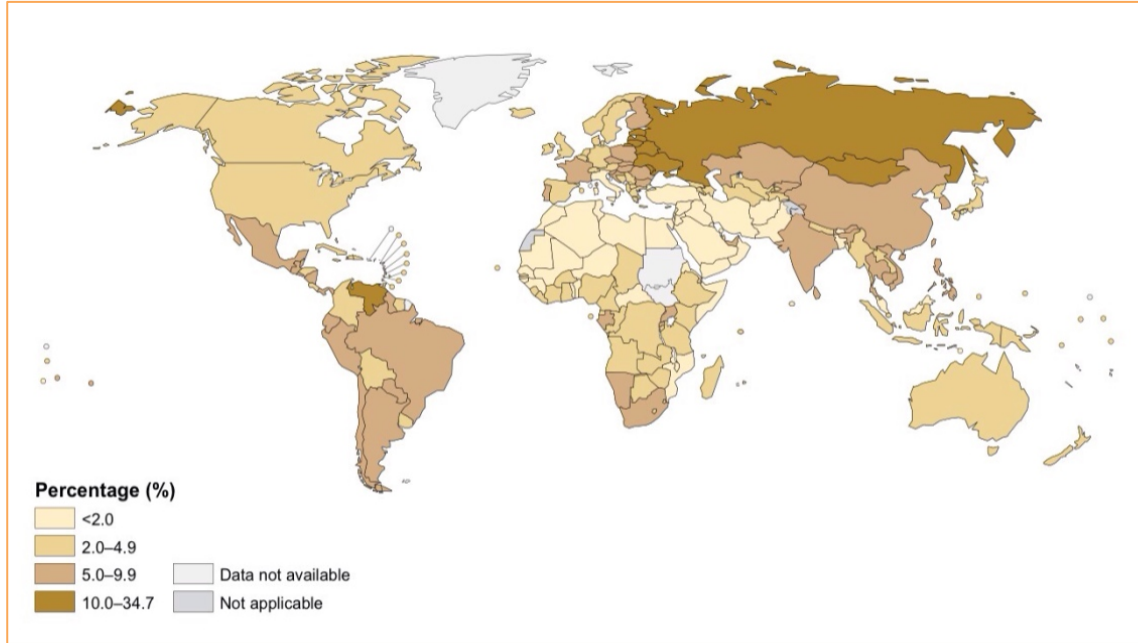 Percentage (%)
<2.0
2.0–4.9
5.0–9.9
10.0–34.7
Data not available
Not applicable